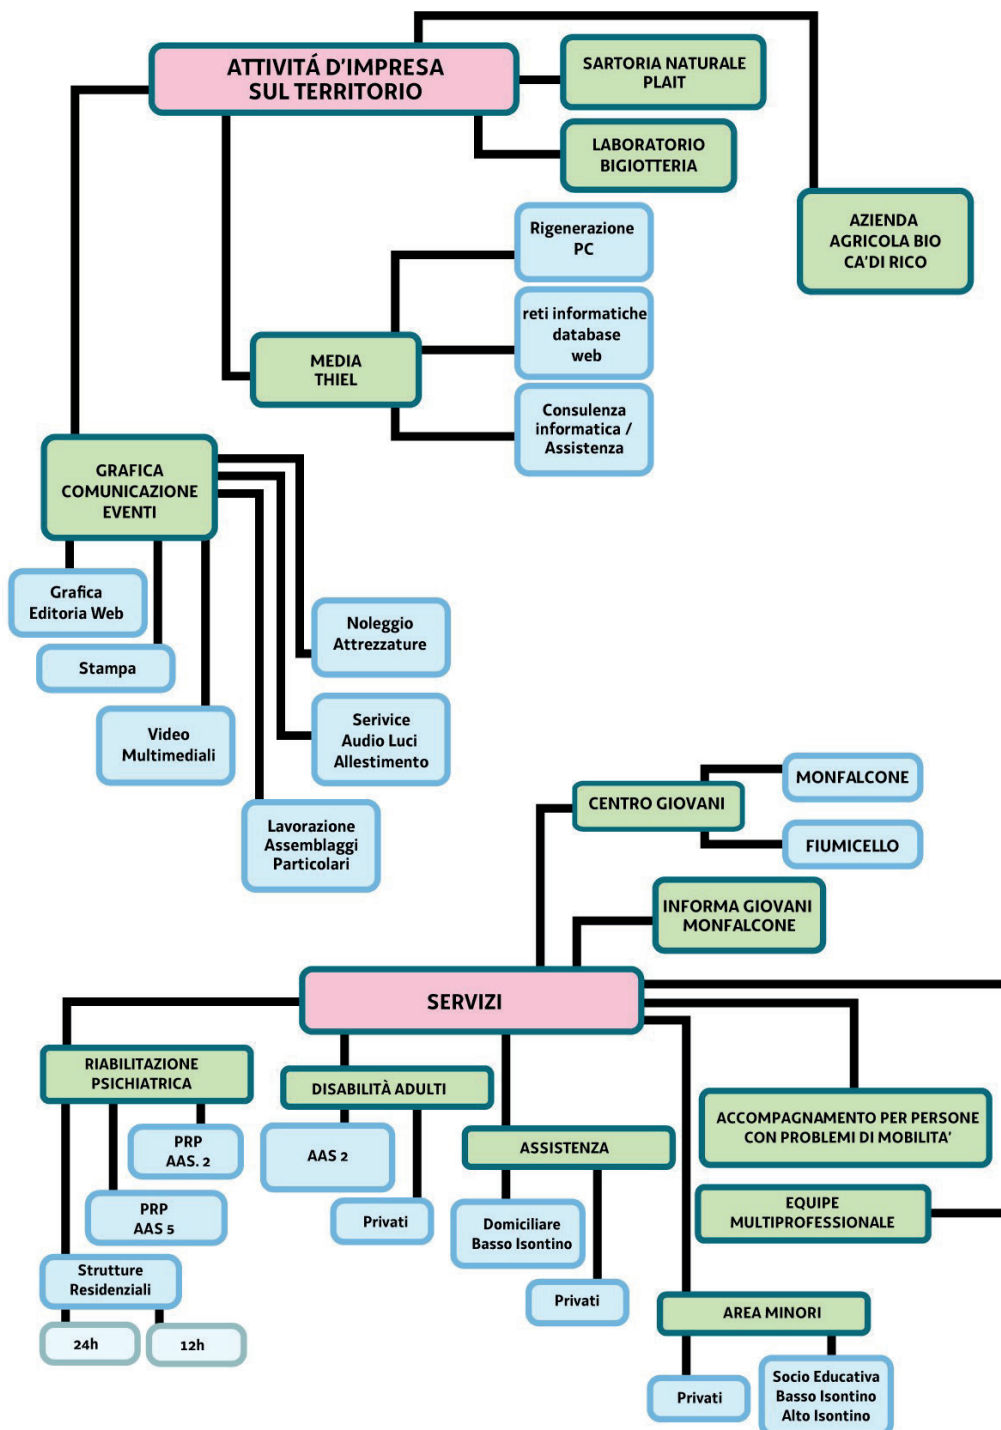 ATTIVITÁ D'IMPRESA
SUL TERRITORIO
SARTORIA NATURALE
PLAIT
LABORATORIO
BIGIOTTERIA
AZIENDA
AGRICOLA BIO
CA'DI RICO
Rigenerazione
PC
reti informatiche
database
web
MEDIA
THIEL
Consulenza
informatica /
Assistenza
GRAFICA
COMUNICAZIONE
EVENTI
Grafica
Editoria Web
Stampa
Video
Multimediali
Noleggio
Attrezzature
Serivice
Audio Luci
Allestimento
Lavorazione
Assemblaggi
Particolari
CENTRO GIOVANI
MONFALCONE
FIUMICELLO
INFORMA GIOVANI
MONFALCONE
SERVIZI
RIABILITAZIONE
PSICHIATRICA
PRP
AAS. 2
PRP
AAS 5
Strutture
Residenziali
24h
12h
DISABILITÀ ADULTI
AAS 2
Privati
ASSISTENZA
Domiciliare
Basso Isontino
Privati
ACCOMPAGNAMENTO PER PERSONE
CON PROBLEMI DI MOBILITA'
EQUIPE
MULTIPROFESSIONALE
AREA MINORI
Privati
Socio Educativa
Basso Isontino
Alto Isontino